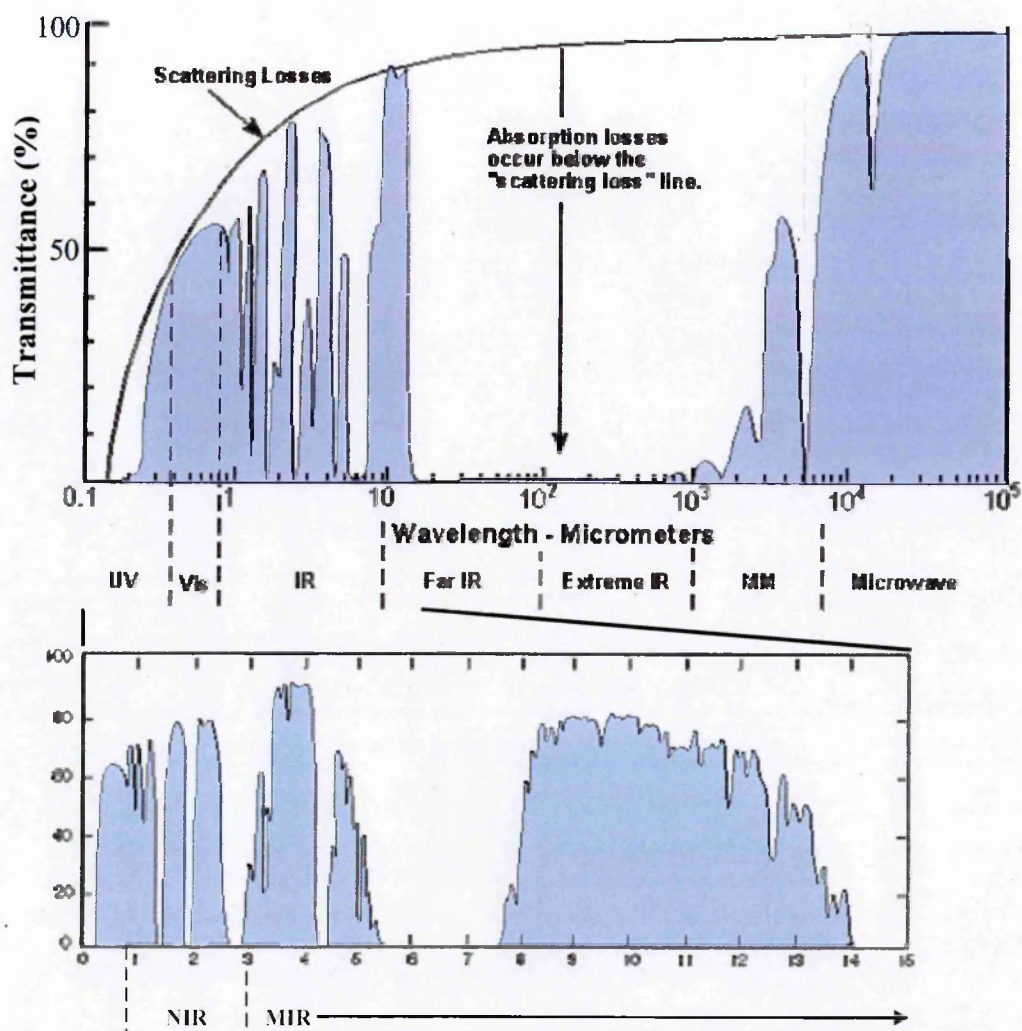 100
Scattering Losses
Absorption losses
occur below the
"scattering loss" line.
Transmittance (%)
50
0.1 1 10 10² 10³ 10⁴ 10⁵
Wavelength - Micrometers
UV Vis IR Far IR Extreme IR MM Microwave
100
80
60
40
20
0
0 1 2 3 4 5 6 7 8 9 10 11 12 13 14 15
NIR MIR